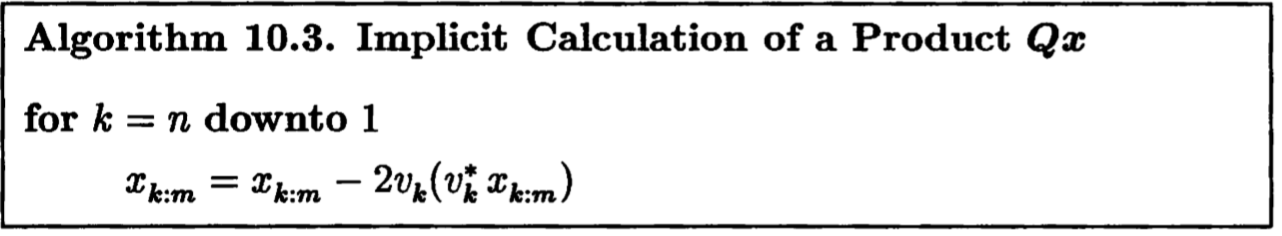 Algorithm 10.3. Implicit Calculation of a Product Qx
for k = n downto 1
x_{k:m} = x_{k:m} − 2v_k(v_k^* x_{k:m})